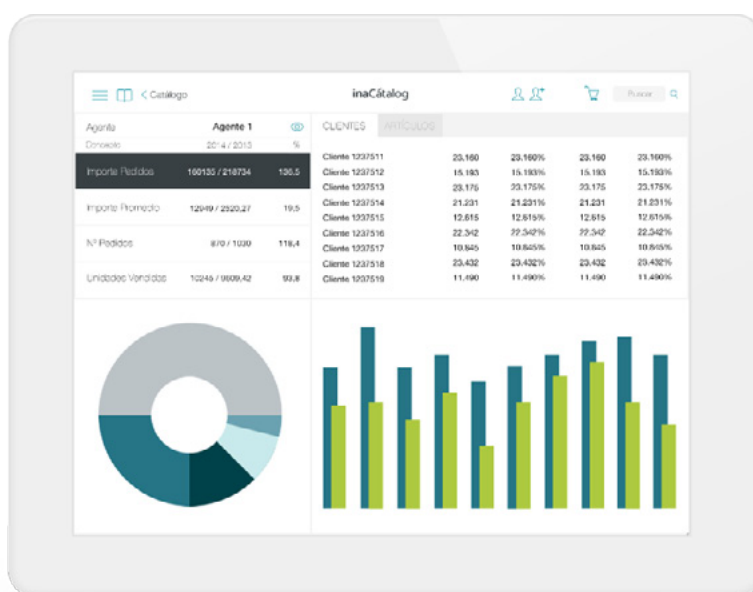 < Catálogo
inaCátalog
Buscar
Agente Agente 1
2014 / 2013 %
Importe Pedidos 160135 / 218734 136,5
Importe Promedio 12949 / 2520,27 19,5
Nº Pedidos 870 / 1030 118,4
Unidades Vendidas 10245 / 9609,42 93,8
CLIENTES ARTÍCULOS
Cliente 1237511 23.160 23.160% 23.160 23.160%
Cliente 1237512 15.193 15.193% 15.193 15.193%
Cliente 1237513 23.175 23.175% 23.175 23.175%
Cliente 1237514 21.231 21.231% 21.231 21.231%
Cliente 1237515 12.615 12.615% 12.615 12.615%
Cliente 1237516 22.342 22.342% 22.342 22.342%
Cliente 1237517 10.845 10.845% 10.845 10.845%
Cliente 1237518 23.432 23.432% 23.432 23.432%
Cliente 1237519 11.490 11.490% 11.490 11.490%